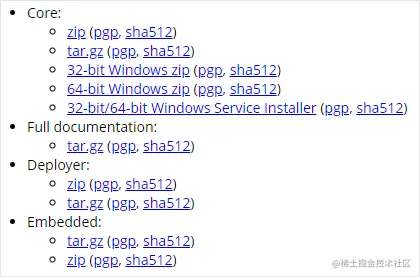 Core:
zip (pgp, sha512)
tar.gz (pgp, sha512)
32-bit Windows zip (pgp, sha512)
64-bit Windows zip (pgp, sha512)
32-bit/64-bit Windows Service Installer (pgp, sha512)
Full documentation:
tar.gz (pgp, sha512)
Deployer:
zip (pgp, sha512)
tar.gz (pgp, sha512)
Embedded:
tar.gz (pgp, sha512)
zip (pgp, sha512)
@稀土掘金技术社区